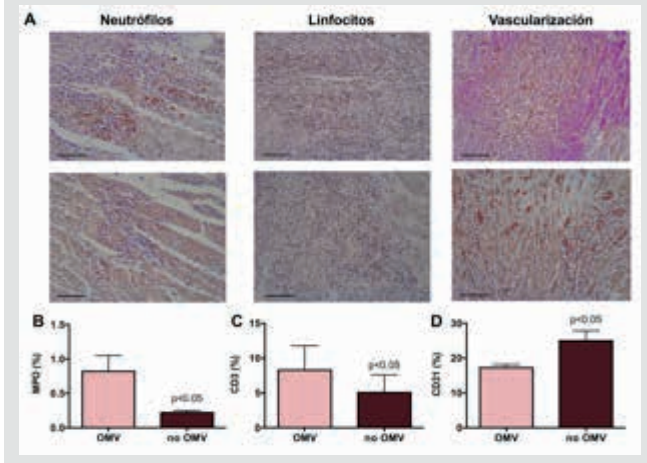 A
Neutrófilos
Linfocitos
Vascularización
B
MPO (%)
1.5
1.0
0.5
0.0
p<0.05
OMV
no OMV
C
CD3 (%)
15
10
5
0
p<0.05
OMV
no OMV
D
CD31 (%)
30
20
10
0
p<0.05
OMV
no OMV